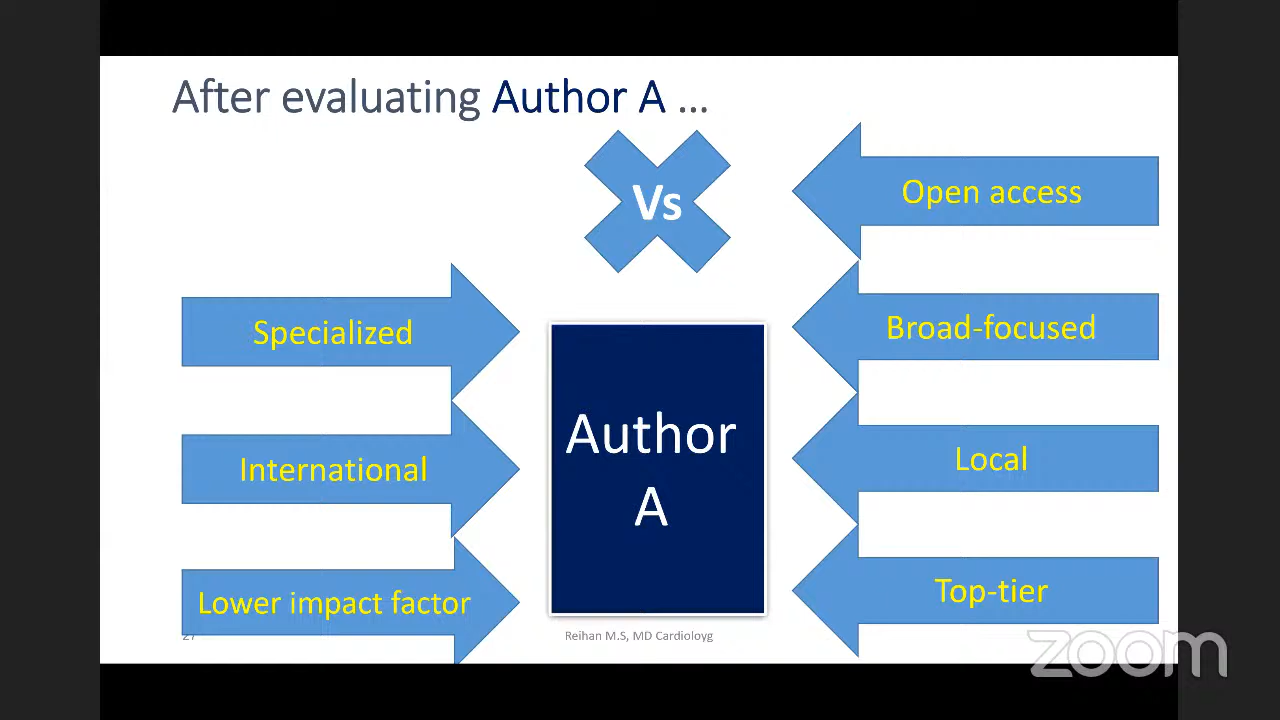 After evaluating Author A ...
Vs
Open access
Specialized
Broad-focused
International
Author
A
Local
Lower impact factor
Top-tier
27
Reihan M.S, MD Cardioloyg
zoom